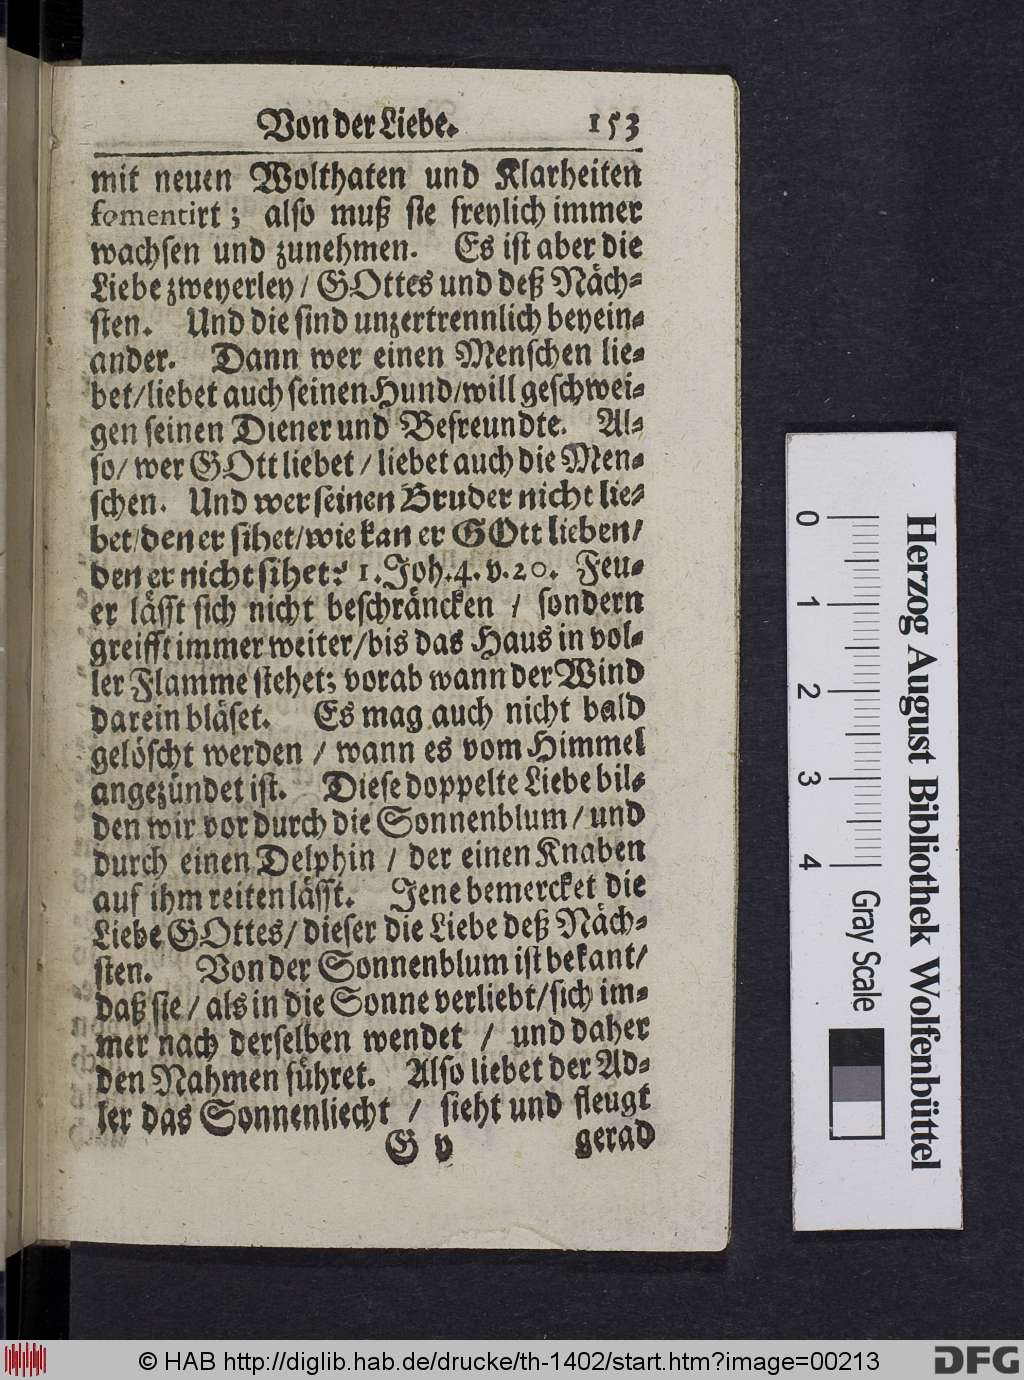 Von der Liebe. 153
mit neuen Wolthaten und Klarheiten
fomentirt; also muß sie freylich immer
wachsen und zunehmen. Es ist aber die
Liebe zweyerley / GOttes und deß Näch-
sten. Und die sind unzertrennlich beyein-
ander. Dann wer einen Menschen lie-
bet/liebet auch seinen Hund/will geschwei-
gen seinen Diener und Befreundte. Al-
so/ wer GOtt liebet / liebet auch die Men-
schen. Und wer seinen Bruder nicht lie-
bet/den er sihet/wie kan er GOtt lieben/
den er nicht sihet? 1. Joh. 4. v. 20. Feu-
er lässt sich nicht beschräncken / sondern
greifft immer weiter/bis das Haus in vol-
ler Flamme stehet; vorab wann der Wind
darein bläset. Es mag auch nicht bald
gelöscht werden / wann es vom Himmel
angezündet ist. Diese doppelte Liebe bil-
den wir vor durch die Sonnenblum / und
durch einen Delphin / der einen Knaben
auf ihm reiten lässt. Jene bemercket die
Liebe GOttes/ dieser die Liebe deß Näch-
sten. Von der Sonnenblum ist bekant/
daß sie / als in die Sonne verliebt/sich im-
mer nach derselben wendet / und daher
den Nahmen führet. Also liebet der Ad-
ler das Sonnenliecht / sieht und fleugt
G v gerad
0 1 2 3 4
Gray Scale
Herzog August Bibliothek Wolfenbüttel
© HAB http://diglib.hab.de/drucke/th-1402/start.htm?image=00213
DFG